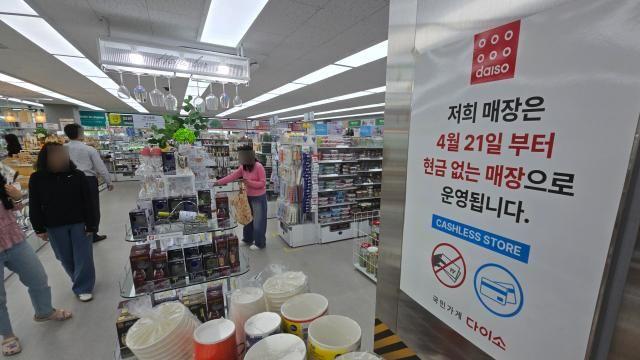 daiso
저희 매장은
4월 21일 부터
현금 없는 매장으로
운영됩니다.
CASHLESS STORE
국민가게 다이소